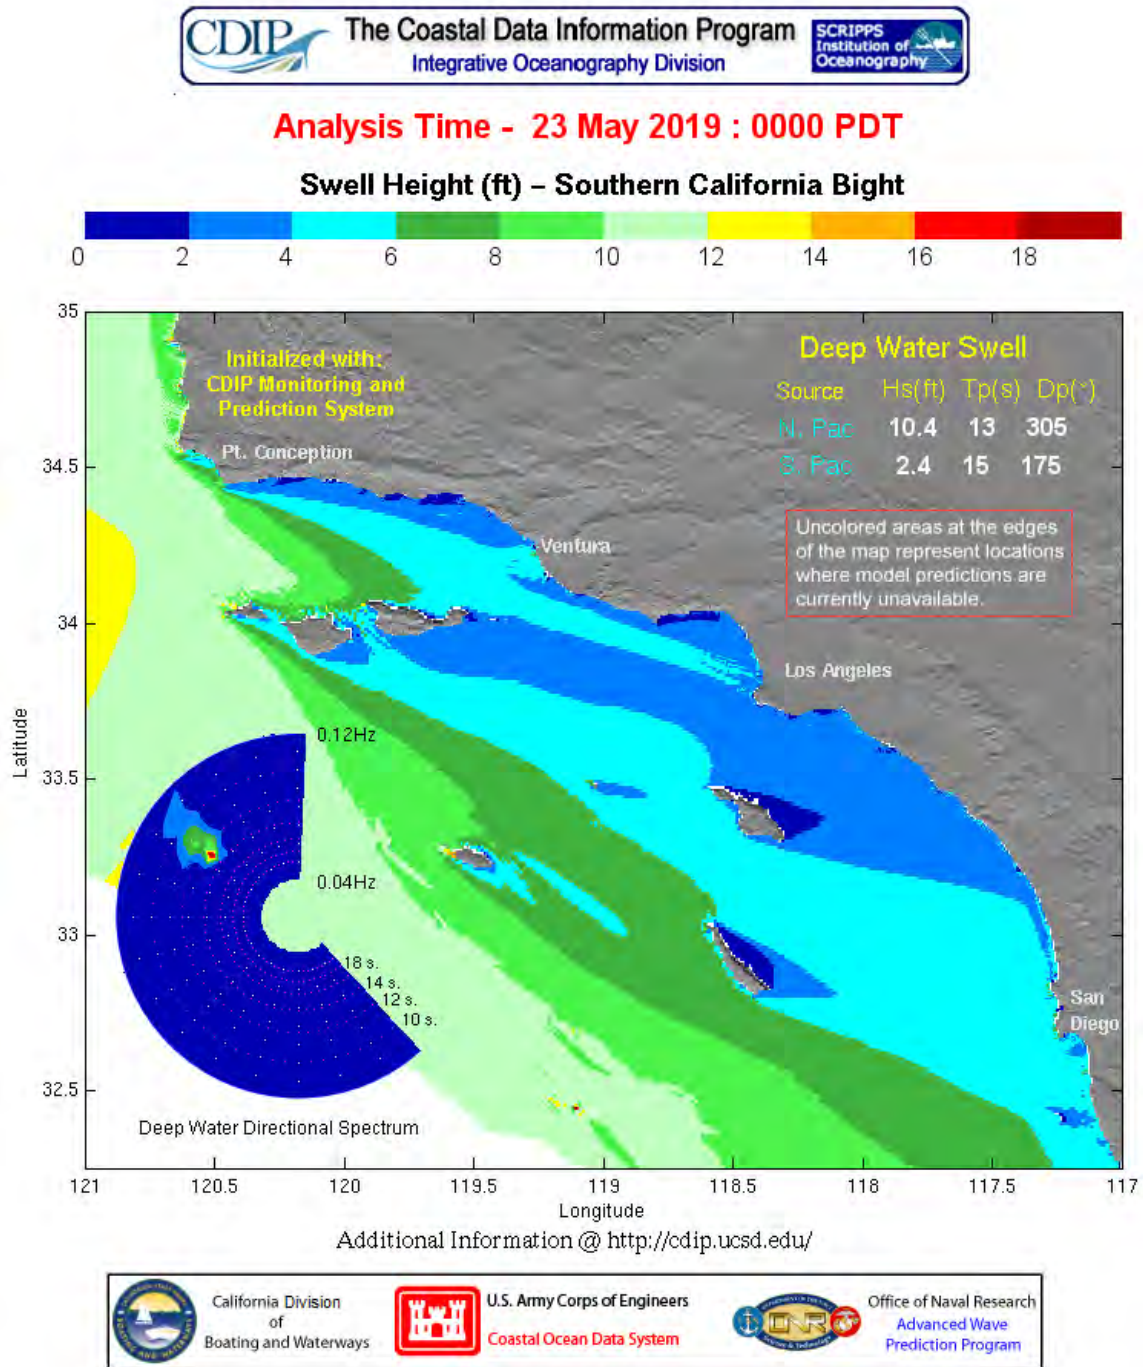 CDIP
The Coastal Data Information Program
Integrative Oceanography Division
SCRIPPS
Institution of
Oceanography
Analysis Time - 23 May 2019 : 0000 PDT
Swell Height (ft) – Southern California Bight
0 2 4 6 8 10 12 14 16 18
35
34.5
34
33.5
33
32.5
Latitude
Initialized with:
CDIP Monitoring and
Prediction System
Pt. Conception
Deep Water Swell
Source Hs(ft) Tp(s) Dp(°)
N. Pac 10.4 13 305
S. Pac 2.4 15 175
Uncolored areas at the edges
of the map represent locations
where model predictions are
currently unavailable.
Ventura
Los Angeles
San
Diego
0.12Hz
0.04Hz
18 s.
14 s.
12 s.
10 s.
Deep Water Directional Spectrum
121 120.5 120 119.5 119 118.5 118 117.5 117
Longitude
Additional Information @ http://cdip.ucsd.edu/
California Division
of
Boating and Waterways
U.S. Army Corps of Engineers
Coastal Ocean Data System
ONR
Office of Naval Research
Advanced Wave
Prediction Program